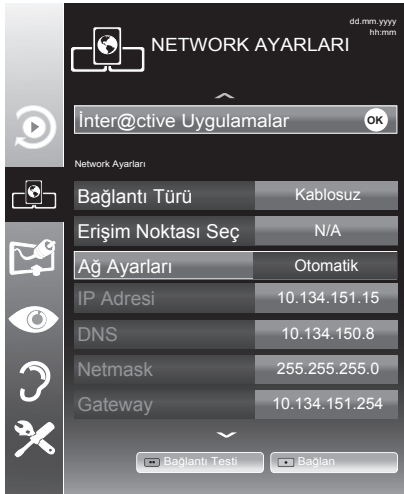 dd.mm.yyyy
hh:mm
NETWORK AYARLARI
İnter@ctive Uygulamalar OK
Network Ayarları
Bağlantı Türü Kablosuz
Erişim Noktası Seç N/A
Ağ Ayarları Otomatik
IP Adresi 10.134.151.15
DNS 10.134.150.8
Netmask 255.255.255.0
Gateway 10.134.151.254
Bağlantı Testi Bağlan